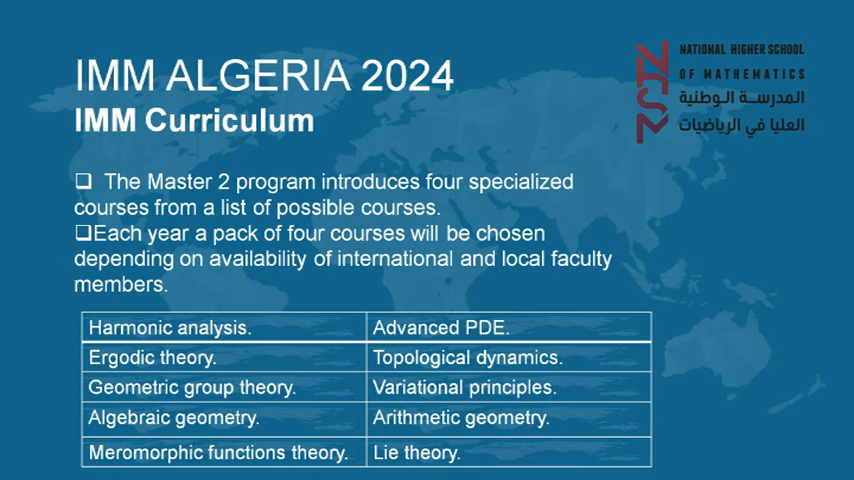 IMM ALGERIA 2024
IMM Curriculum
NATIONAL HIGHER SCHOOL
OF MATHEMATICS
المدرسة الوطنية
العليا في الرياضيات
❑ The Master 2 program introduces four specialized
courses from a list of possible courses.
❑Each year a pack of four courses will be chosen
depending on availability of international and local faculty
members.
Harmonic analysis. Advanced PDE.
Ergodic theory. Topological dynamics.
Geometric group theory. Variational principles.
Algebraic geometry. Arithmetic geometry.
Meromorphic functions theory. Lie theory.